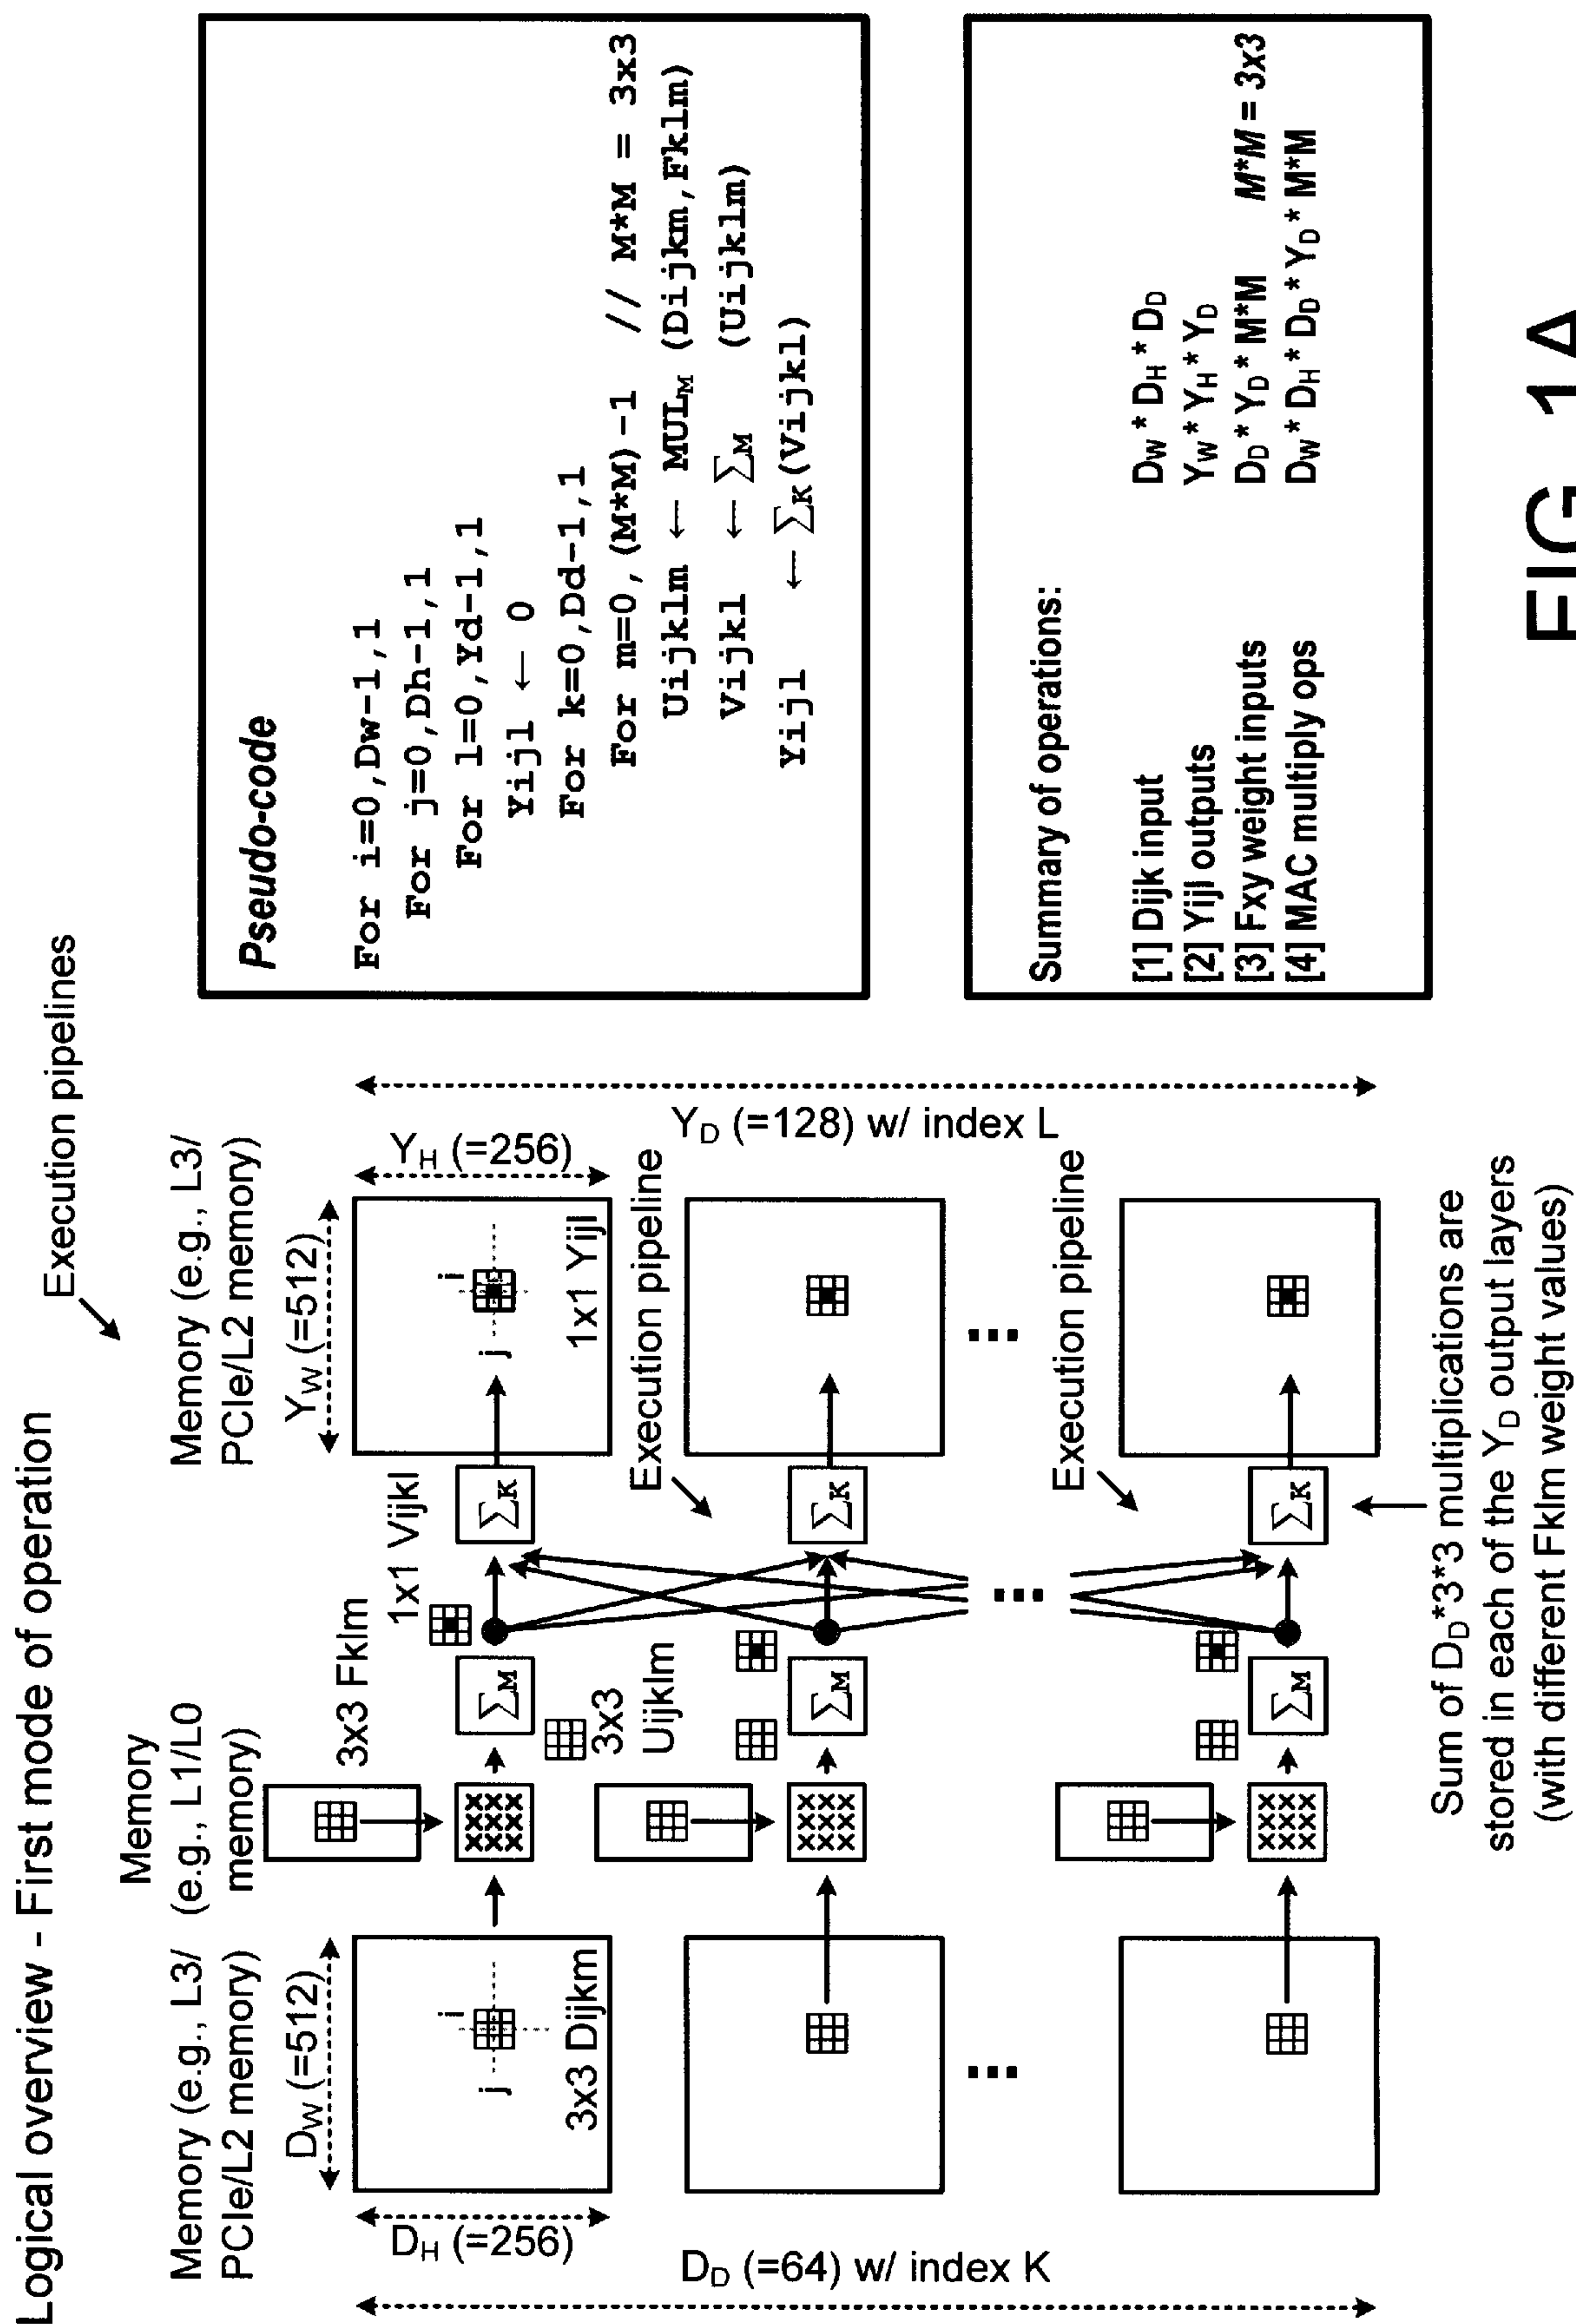 Logical overview - First mode of operation
Execution pipelines
Memory (e.g., L3/
PCIe/L2 memory)
Memory
(e.g., L1/L0
memory)
Memory (e.g., L3/
PCIe/L2 memory)
D_W (=512)
D_H (=256)
D_D (=64) w/ index K
i
j
3x3 Dijkm
3x3 Fklm
3x3
Uijklm
1x1 Vijkl
∑M
∑K
∑M
∑K
∑M
∑K
Y_W (=512)
Y_H (=256)
i
j
1x1 Yijl
Y_D (=128) w/ index L
Execution pipeline
Execution pipeline
...
...
...
Sum of D_D*3*3 multiplications are
stored in each of the Y_D output layers
(with different Fklm weight values)
Pseudo-code
For i=0,Dw-1,1
For j=0,Dh-1,1
For l=0,Yd-1,1
Yijl ← 0
For k=0,Dd-1,1
For m=0,(M*M)-1 // M*M = 3x3
Uijklm ← MUL_M (Dijkm,Fklm)
Vijkl ← ∑M (Uijklm)
Yijl ← ∑K(Vijkl)
Summary of operations:
[1] Dijk input D_W * D_H * D_D
[2] Yijl outputs Y_W * Y_H * Y_D
[3] Fxy weight inputs D_D * Y_D * M*M M*M = 3x3
[4] MAC multiply ops D_W * D_H * D_D * Y_D * M*M
FIG. 1A